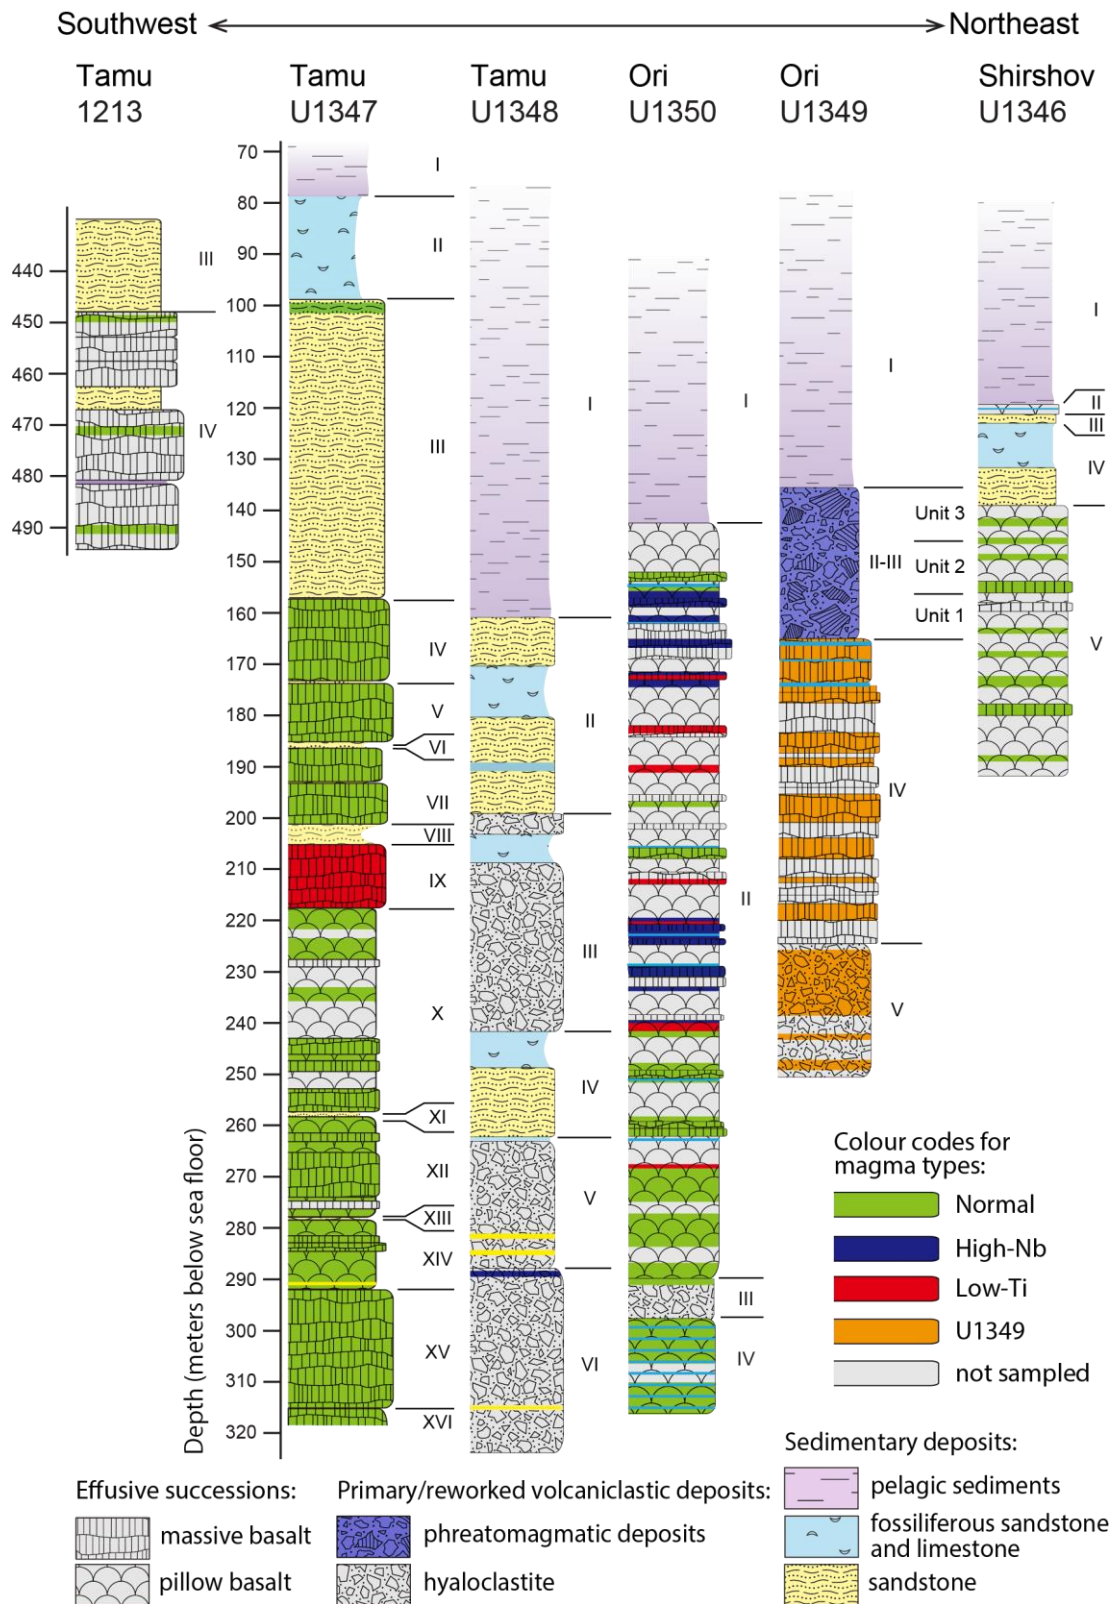 Southwest
Northeast
Tamu
1213
Tamu
U1347
Tamu
U1348
Ori
U1350
Ori
U1349
Shirshov
U1346
440
450
460
470
480
490
III
IV
Depth (meters below sea floor)
70
80
90
100
110
120
130
140
150
160
170
180
190
200
210
220
230
240
250
260
270
280
290
300
310
320
I
II
III
IV
V
VI
VII
VIII
IX
X
XI
XII
XIII
XIV
XV
XVI
I
II
III
IV
V
VI
I
II
III
IV
I
Unit 3
Unit 2
Unit 1
II-III
IV
V
I
II
III
IV
V
Colour codes for
magma types:
Normal
High-Nb
Low-Ti
U1349
not sampled
Effusive successions:
massive basalt
pillow basalt
Primary/reworked volcaniclastic deposits:
phreatomagmatic deposits
hyaloclastite
Sedimentary deposits:
pelagic sediments
fossiliferous sandstone
and limestone
sandstone